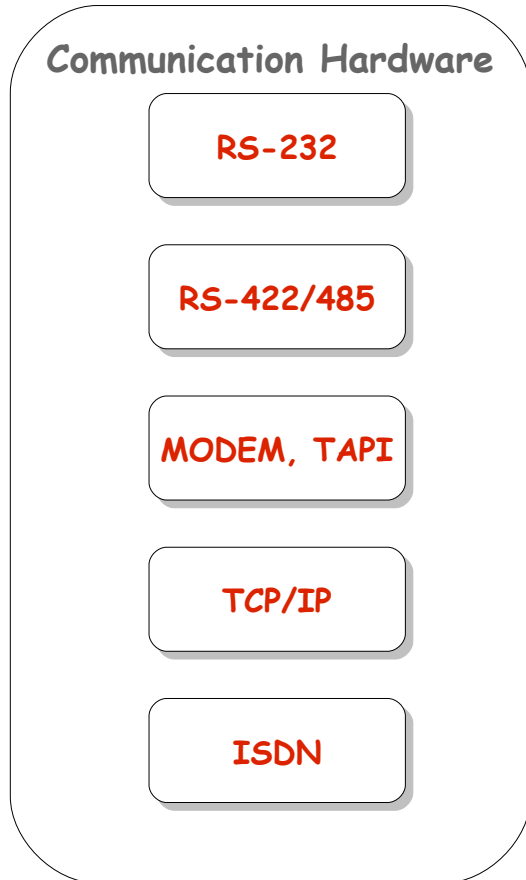 Communication Hardware
RS-232
RS-422/485
MODEM, TAPI
TCP/IP
ISDN